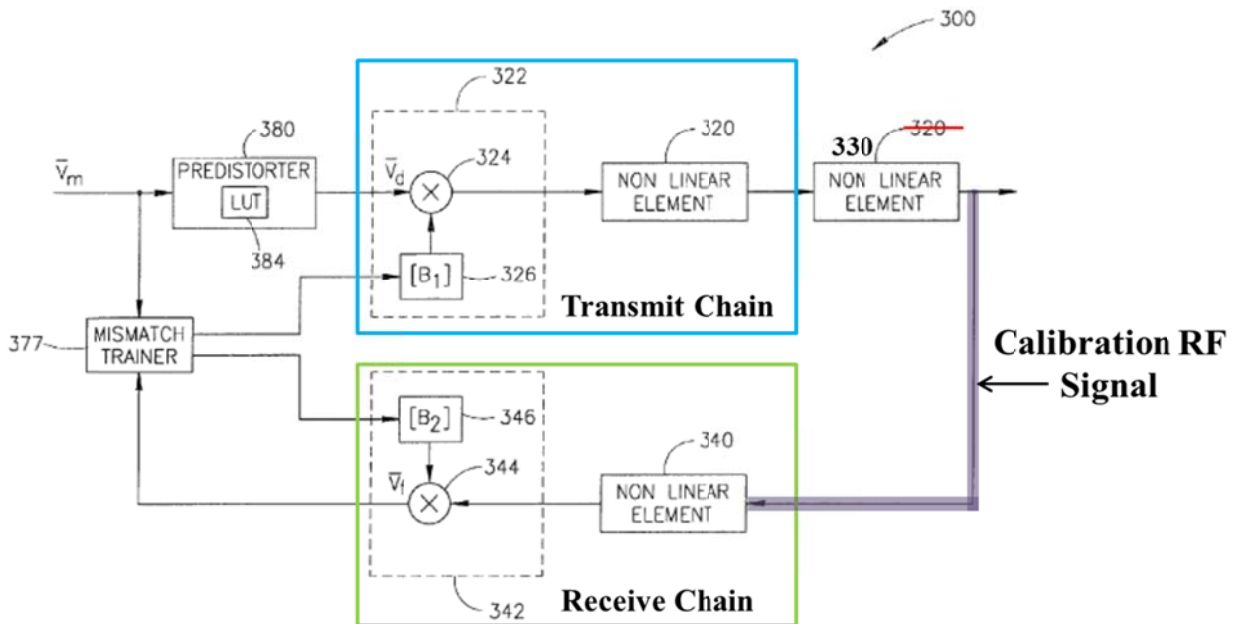 300
322
380
PREDISTORTER
LUT
384
V̅m
V̅d
324
[B₁]
326
320
NON LINEAR
ELEMENT
330
320
NON LINEAR
ELEMENT
Transmit Chain
377
MISMATCH
TRAINER
Calibration RF
Signal
[B₂]
346
344
V̅f
340
NON LINEAR
ELEMENT
342
Receive Chain